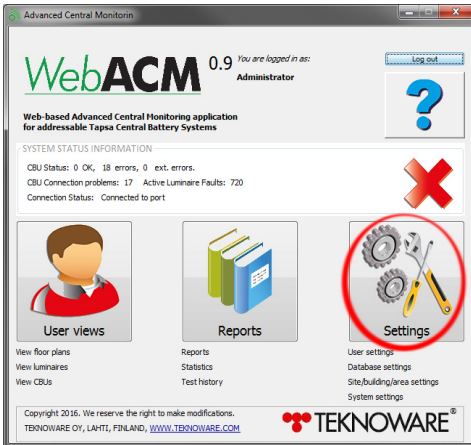 Advanced Central Monitorin
WebACM 0.9
You are logged in as:
Administrator
Log out
?
Web-based Advanced Central Monitoring application
for addressable Tapsa Central Battery Systems
SYSTEM STATUS INFORMATION
CBU Status: 0 OK, 18 errors, 0 ext. errors.
CBU Connection problems: 17 Active Luminaire Faults: 720
Connection Status: Connected to port
User views
Reports
Settings
View floor plans
Reports
User settings
View luminaires
Statistics
Database settings
View CBUs
Test history
Site/building/area settings
System settings
Copyright 2016. We reserve the right to make modifications.
TEKNOWARE OY, LAHTI, FINLAND, WWW.TEKNOWARE.COM
TEKNOWARE®